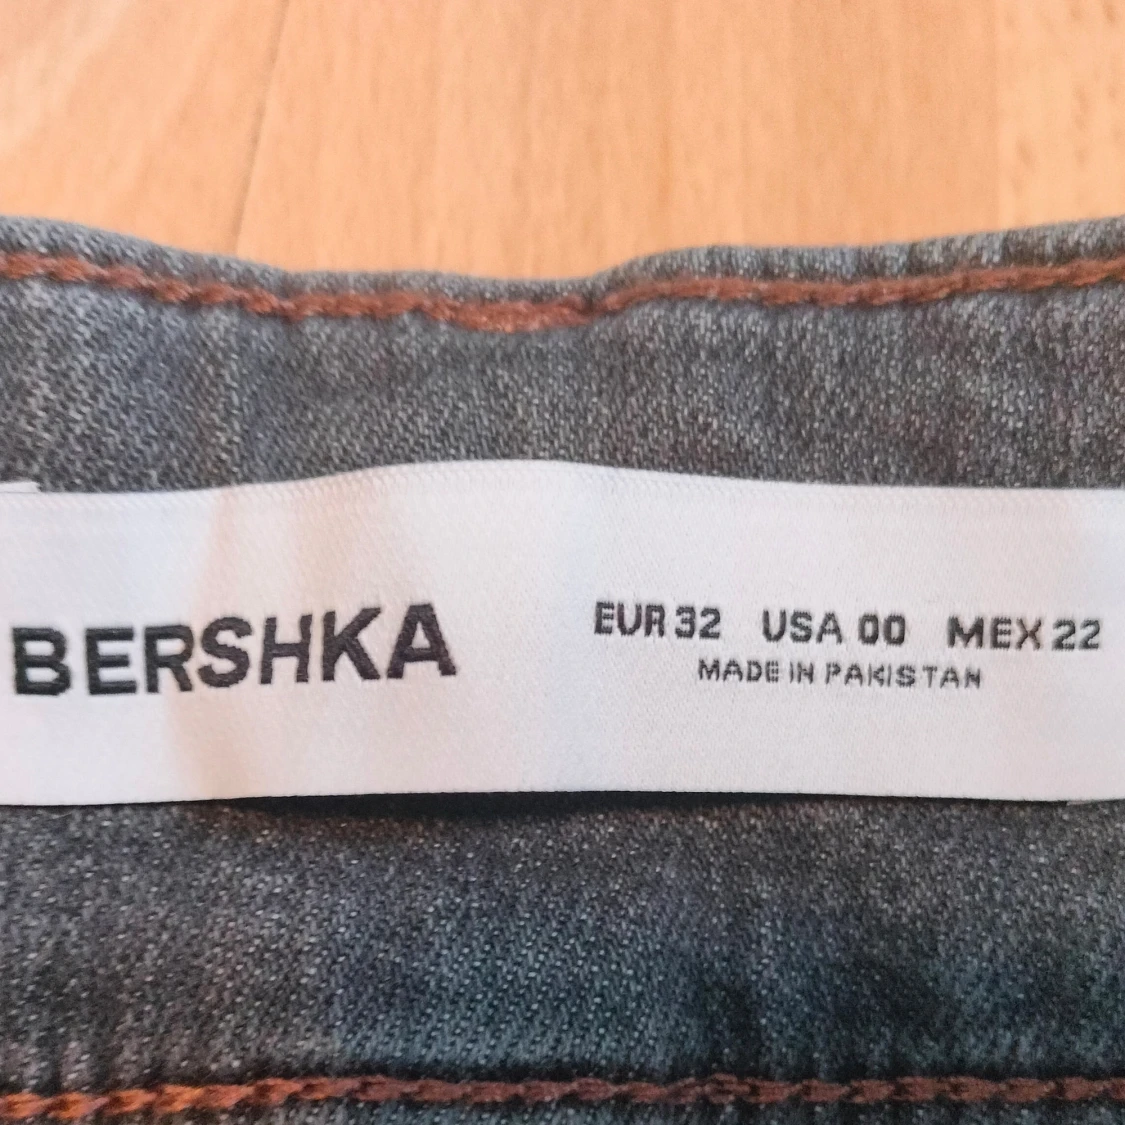 BERSHKA
EUR 32 USA 00 MEX 22
MADE IN PAKISTAN